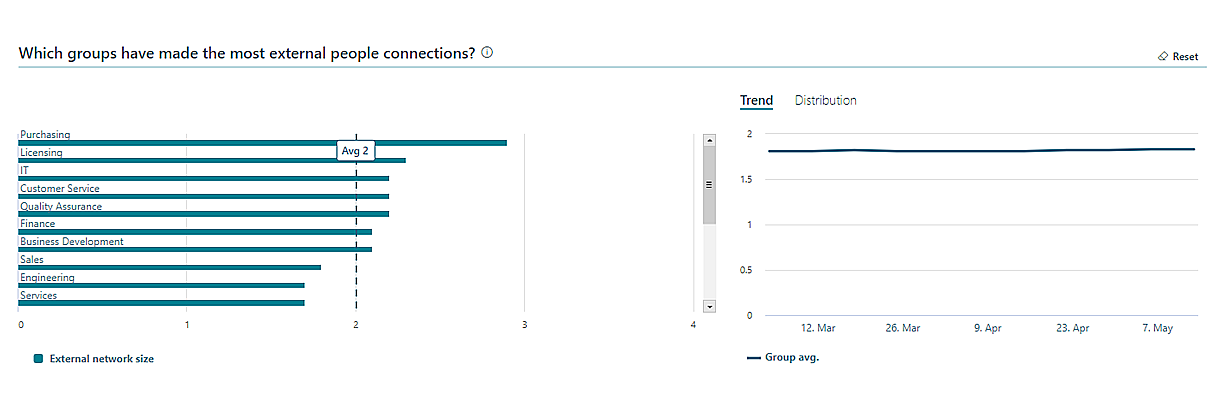 Which groups have made the most external people connections?
Reset
Trend Distribution
Purchasing
Licensing
Avg 2
IT
Customer Service
Quality Assurance
Finance
Business Development
Sales
Engineering
Services
0 1 2 3 4
External network size
2
1.5
1
0.5
0
12. Mar 26. Mar 9. Apr 23. Apr 7. May
Group avg.